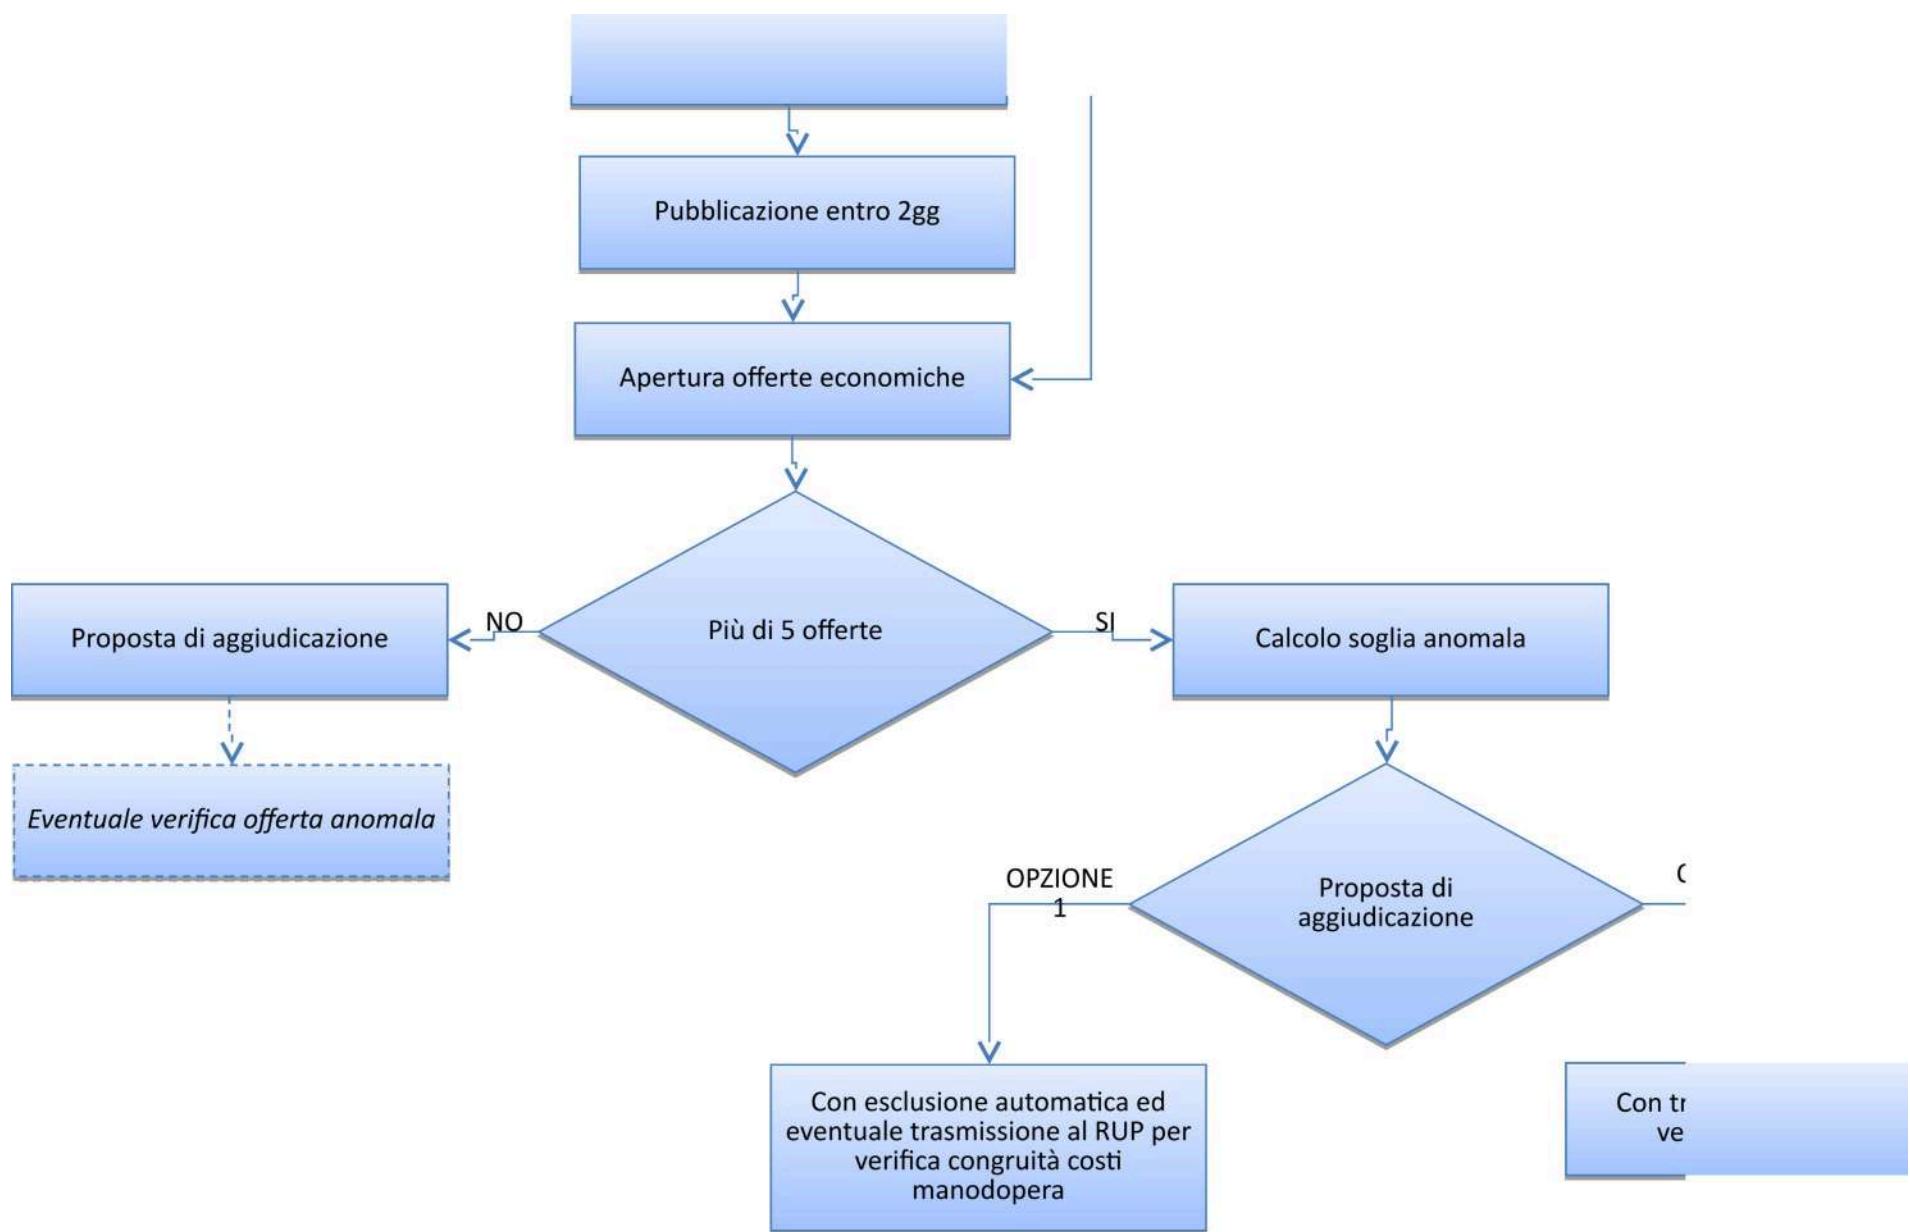 Pubblicazione entro 2gg
Apertura offerte economiche
Più di 5 offerte
NO
SI
Proposta di aggiudicazione
Calcolo soglia anomala
Eventuale verifica offerta anomala
Proposta di
aggiudicazione
OPZIONE
1
Con esclusione automatica ed
eventuale trasmissione al RUP per
verifica congruità costi
manodopera
Con